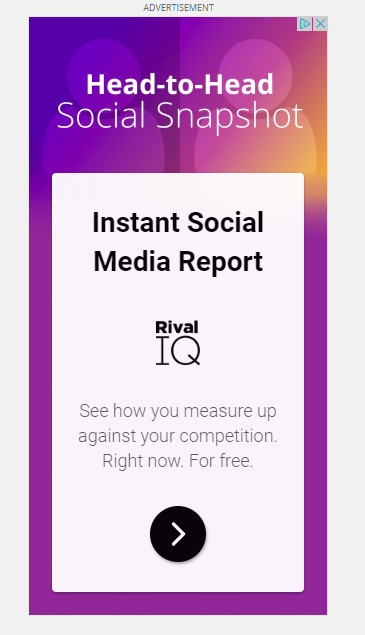 ADVERTISEMENT
Head-to-Head
Social Snapshot
Instant Social
Media Report
Rival
IQ
See how you measure up
against your competition.
Right now. For free.